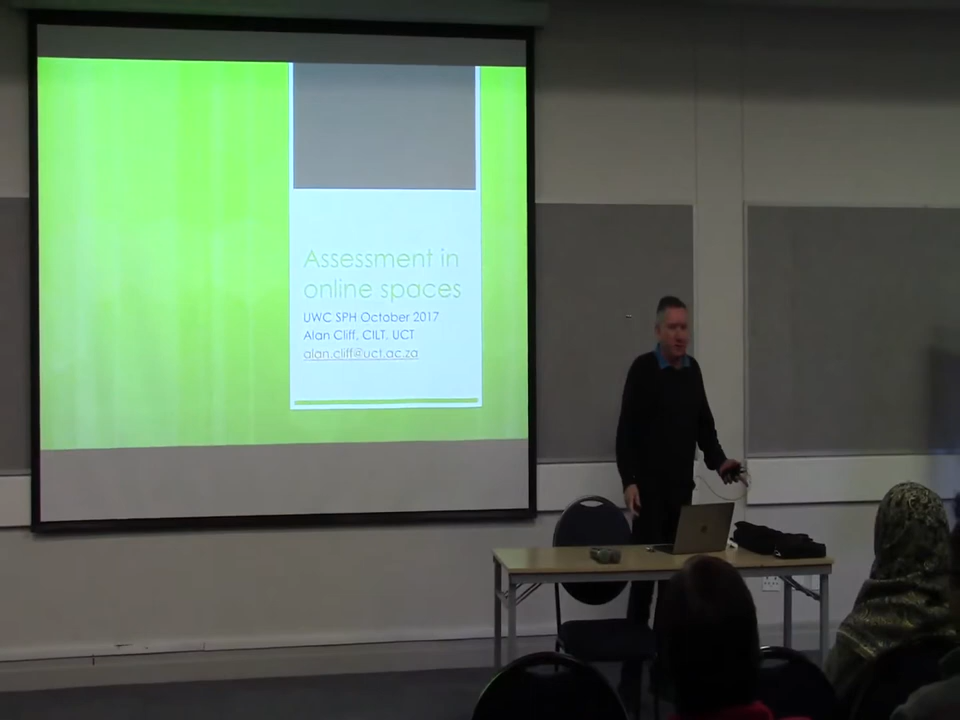 Assessment in
online spaces
UWC SPH October 2017
Alan Cliff, CILT, UCT
alan.cliff@uct.ac.za